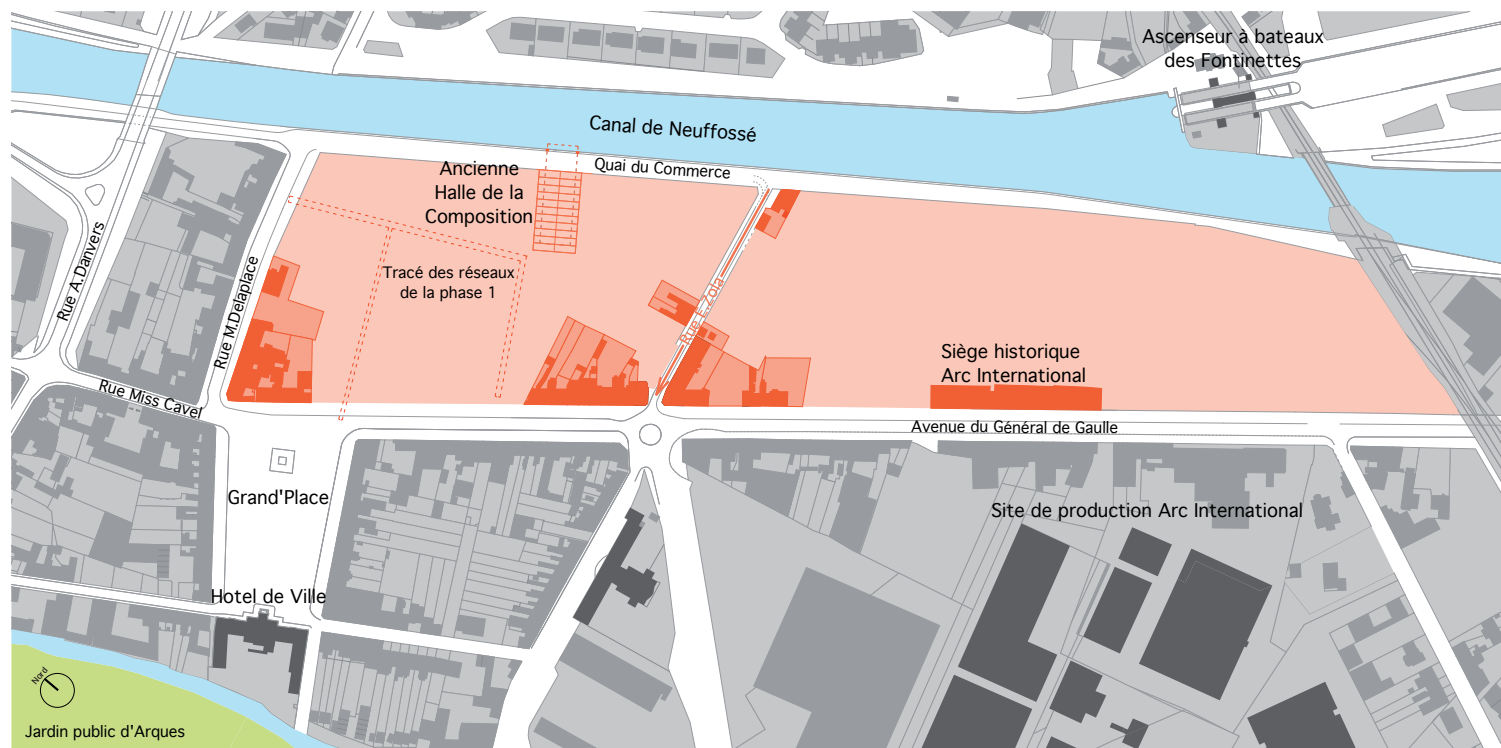 Ascenseur à bateaux
des Fontinettes
Canal de Neuffossé
Quai du Commerce
Ancienne
Halle de la
Composition
Rue A.Danvers
Rue M.Delaplace
Tracé des réseaux
de la phase 1
Rue E.Zola
Siège historique
Arc International
Rue Miss Cavel
Avenue du Général de Gaulle
Grand'Place
Site de production Arc International
Hotel de Ville
Nord
Jardin public d'Arques